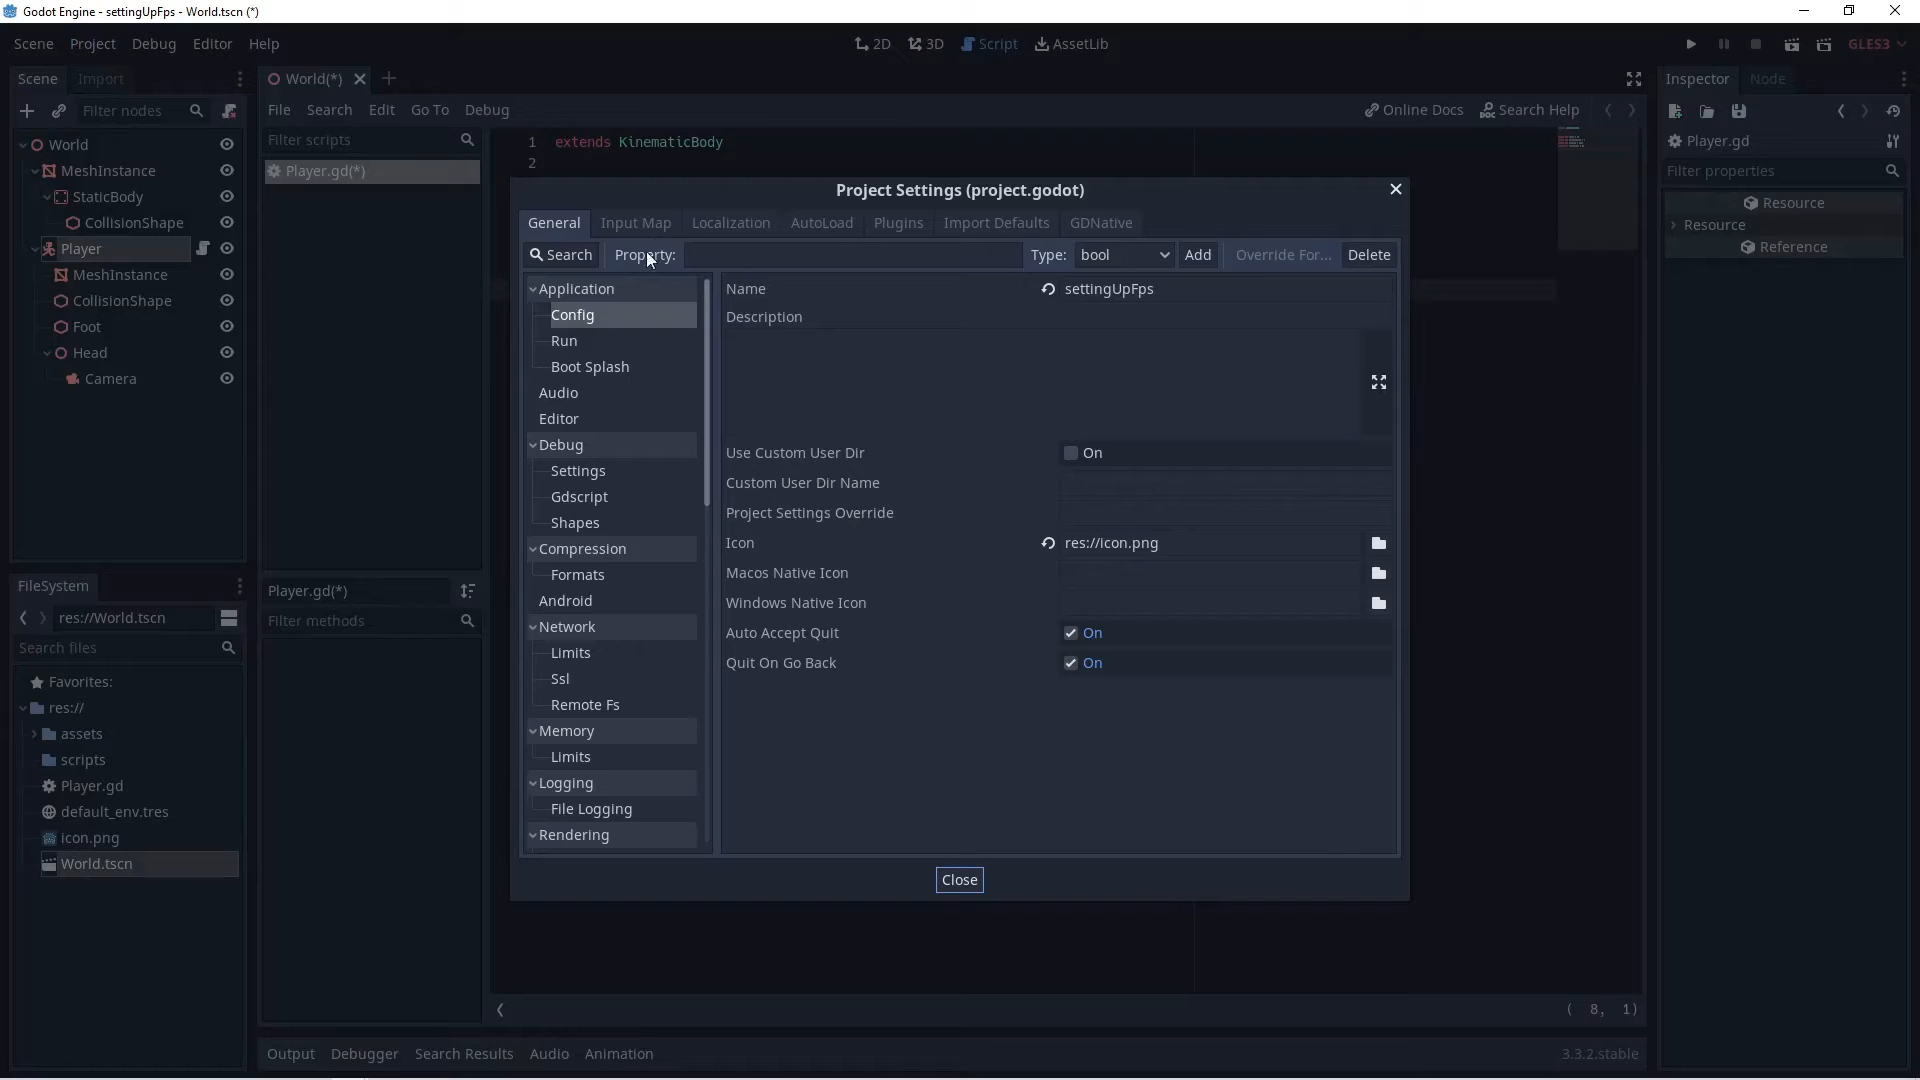 Godot Engine - settingUpFps - World.tscn (*)
Scene Project Debug Editor Help
2D 3D Script AssetLib
GLES3
Scene Import
Filter nodes
World
MeshInstance
StaticBody
CollisionShape
Player
MeshInstance
CollisionShape
Foot
Head
Camera
FileSystem
res://World.tscn
Search files
Favorites:
res://
assets
scripts
Player.gd
default_env.tres
icon.png
World.tscn
World(*)
File Search Edit Go To Debug
Online Docs Search Help
Filter scripts
Player.gd(*)
Player.gd(*)
Filter methods
1 extends KinematicBody
2
Project Settings (project.godot)
General Input Map Localization AutoLoad Plugins Import Defaults GDNative
Search Property: Type: bool Add Override For... Delete
Application
Config
Run
Boot Splash
Audio
Editor
Debug
Settings
Gdscript
Shapes
Compression
Formats
Android
Network
Limits
Ssl
Remote Fs
Memory
Limits
Logging
File Logging
Rendering
Name settingUpFps
Description
Use Custom User Dir On
Custom User Dir Name
Project Settings Override
Icon res://icon.png
Macos Native Icon
Windows Native Icon
Auto Accept Quit On
Quit On Go Back On
Close
( 8, 1)
Output Debugger Search Results Audio Animation
3.3.2.stable
Inspector Node
Player.gd
Filter properties
Resource
Resource
Reference